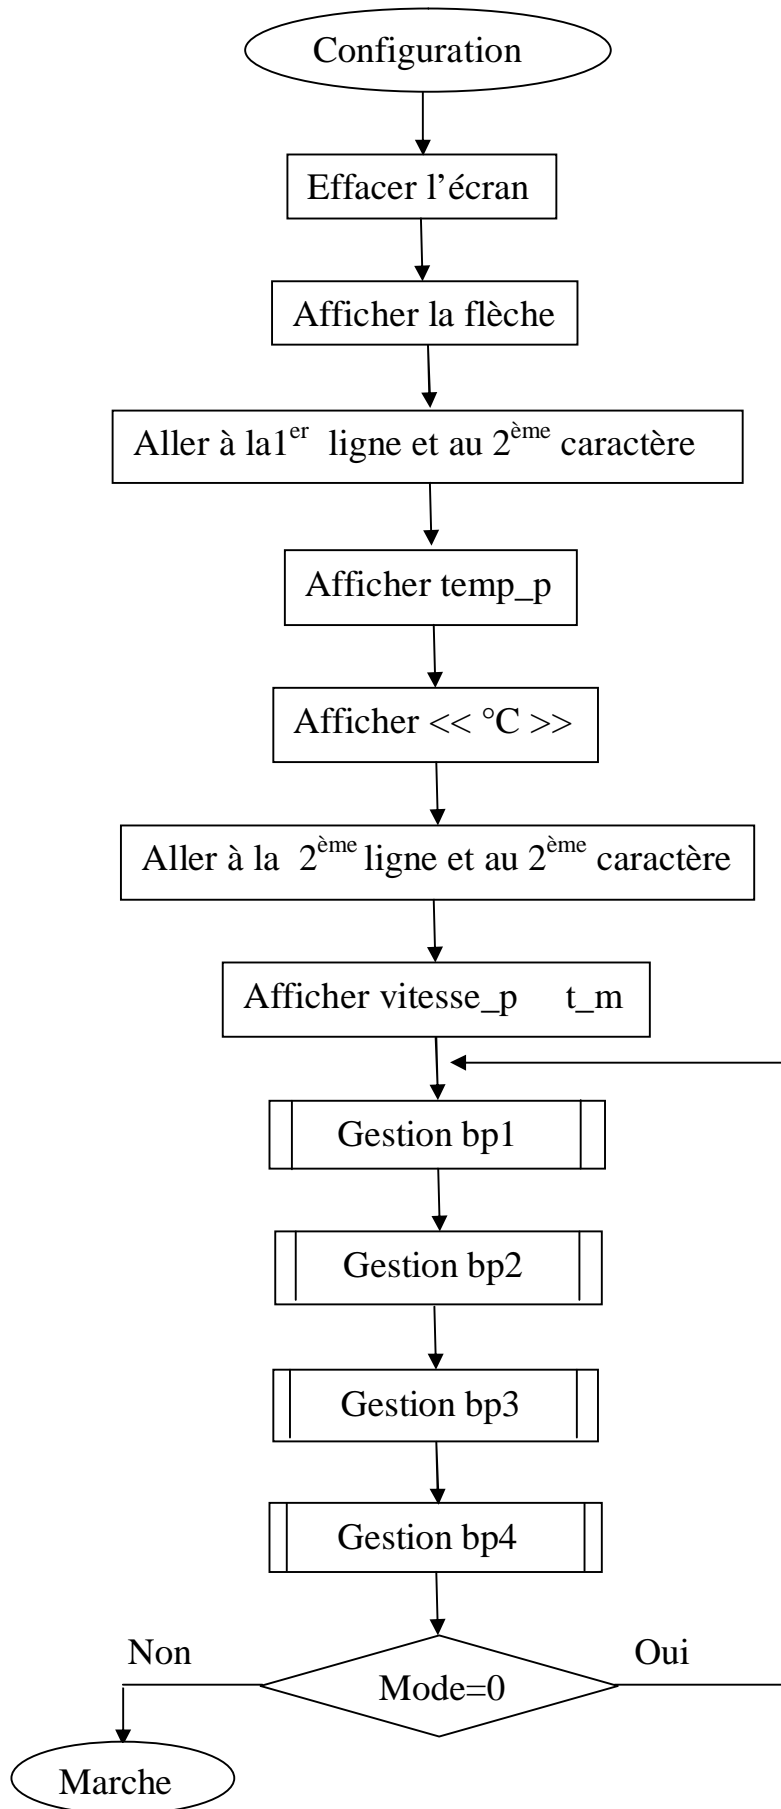 Configuration
Effacer l’écran
Afficher la flèche
Aller à la1er ligne et au 2ème caractère
Afficher temp_p
Afficher << °C >>
Aller à la 2ème ligne et au 2ème caractère
Afficher vitesse_p t_m
Gestion bp1
Gestion bp2
Gestion bp3
Gestion bp4
Non Oui
Mode=0
Marche